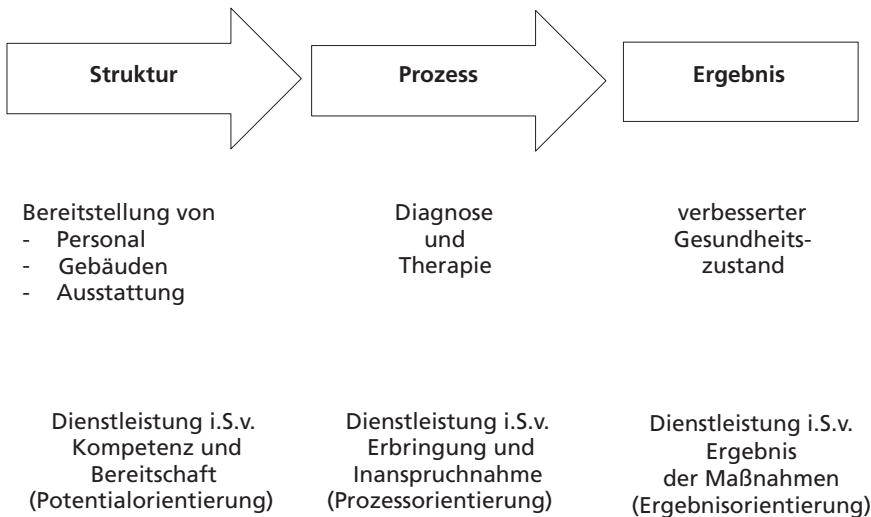 Struktur
Prozess
Ergebnis
Bereitstellung von
- Personal
- Gebäuden
- Ausstattung
Diagnose
und
Therapie
verbesserter
Gesundheits-
zustand
Dienstleistung i.S.v.
Kompetenz und
Bereitschaft
(Potentialorientierung)
Dienstleistung i.S.v.
Erbringung und
Inanspruchnahme
(Prozessorientierung)
Dienstleistung i.S.v.
Ergebnis
der Maßnahmen
(Ergebnisorientierung)